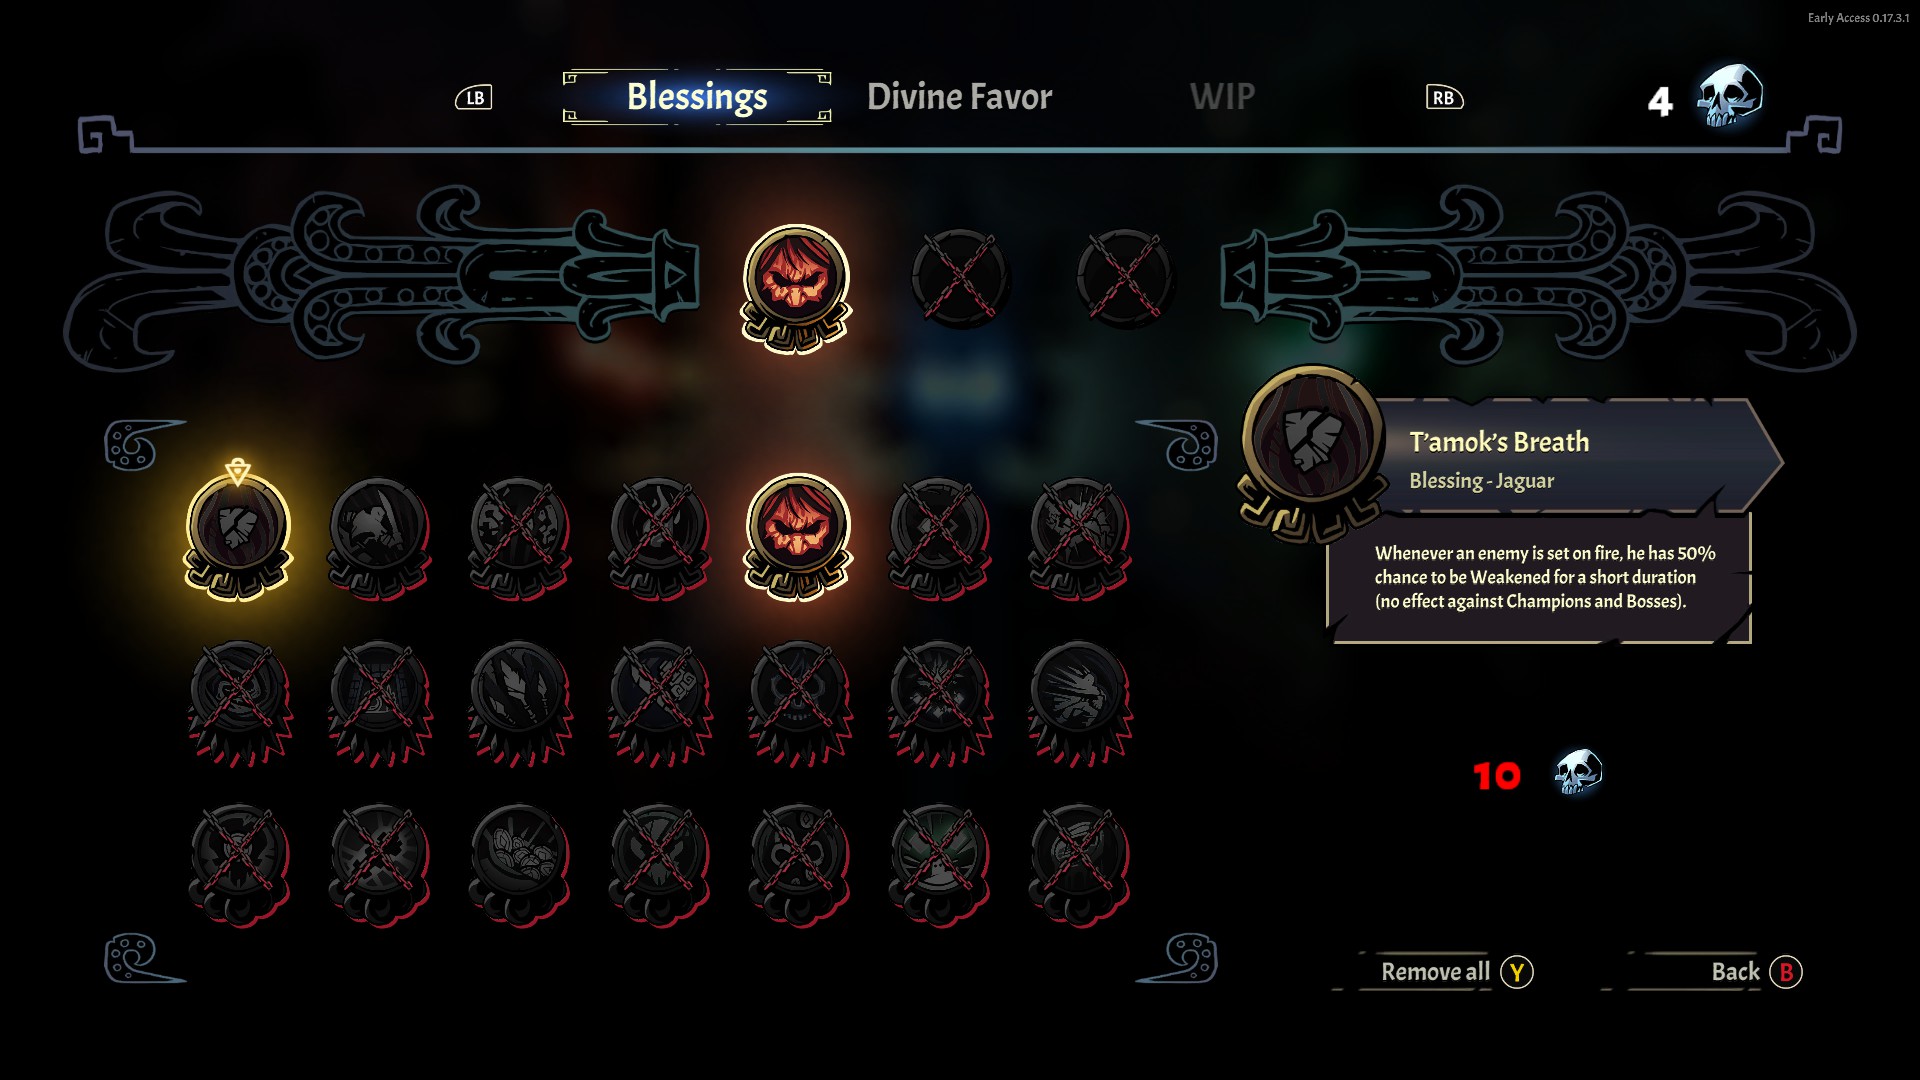 Early Access 0.17.3.1
LB
Blessings
Divine Favor
WIP
RB
4
T'amok's Breath
Blessing - Jaguar
Whenever an enemy is set on fire, he has 50%
chance to be Weakened for a short duration
(no effect against Champions and Bosses).
10
Remove all Y
Back B